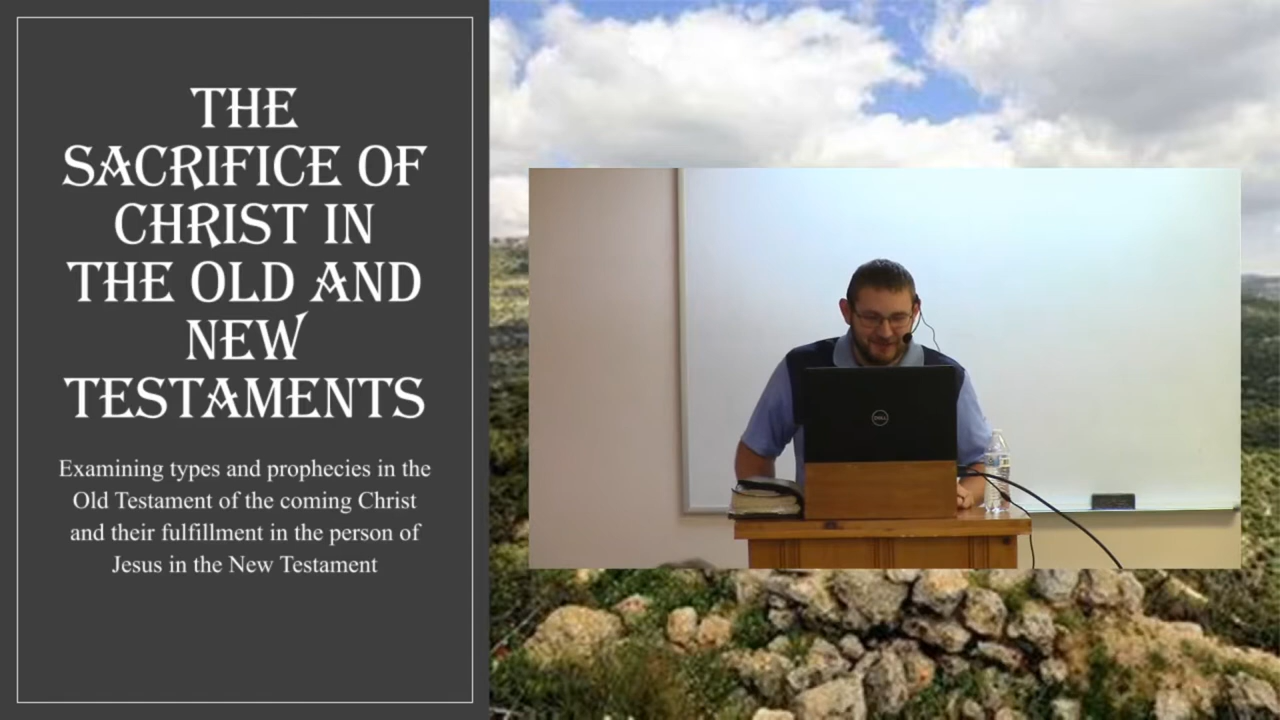 THE
SACRIFICE OF
CHRIST IN
THE OLD AND
NEW
TESTAMENTS
Examining types and prophecies in the
Old Testament of the coming Christ
and their fulfillment in the person of
Jesus in the New Testament
DELL